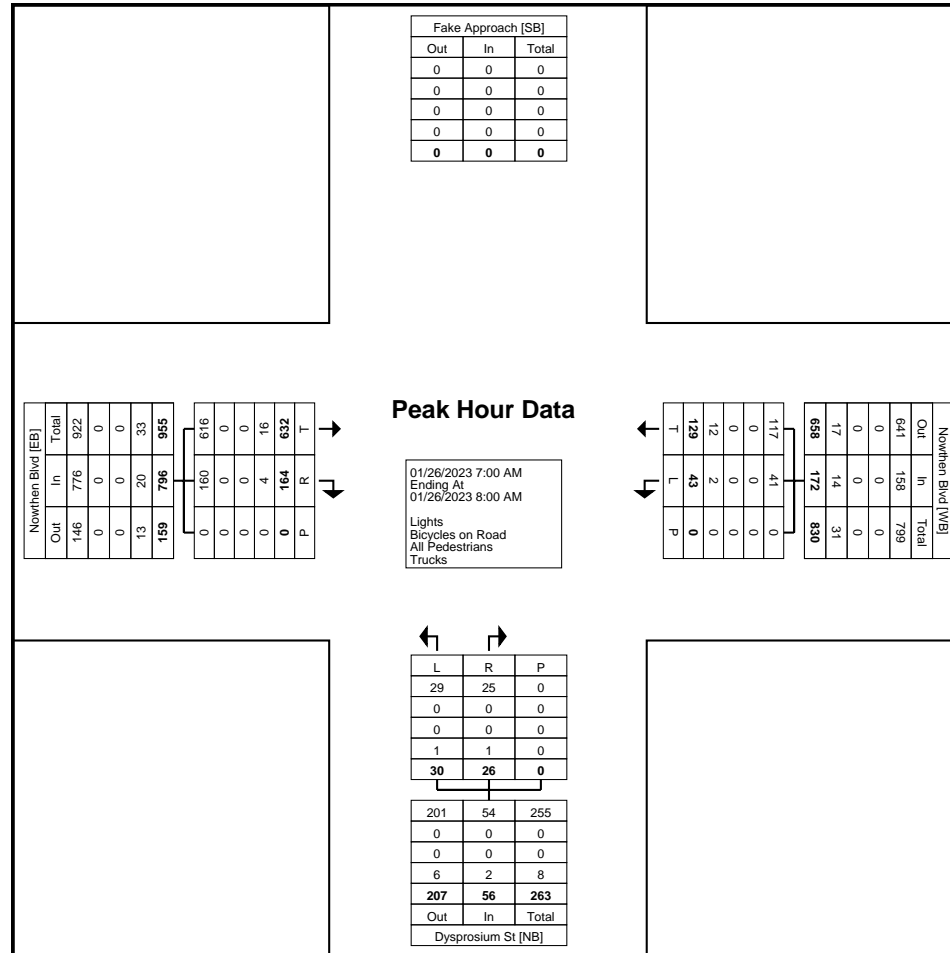 Fake Approach [SB]
Out In Total
0 0 0
0 0 0
0 0 0
0 0 0
0 0 0
Peak Hour Data
01/26/2023 7:00 AM
Ending At
01/26/2023 8:00 AM
Lights
Bicycles on Road
All Pedestrians
Trucks
Nowthen Blvd [EB]
Total In Out
922 776 146
0 0 0
0 0 0
33 20 13
955 796 159
616 160 0
0 0 0
0 0 0
16 4 0
632 164 0
T R P
Nowthen Blvd [WB]
Out In Total
641 158 799
0 0 0
0 0 0
17 14 31
658 172 830
117 41 0
0 0 0
0 0 0
12 2 0
129 43 0
T L P
L R P
29 25 0
0 0 0
0 0 0
1 1 0
30 26 0
201 54 255
0 0 0
0 0 0
6 2 8
207 56 263
Out In Total
Dysprosium St [NB]